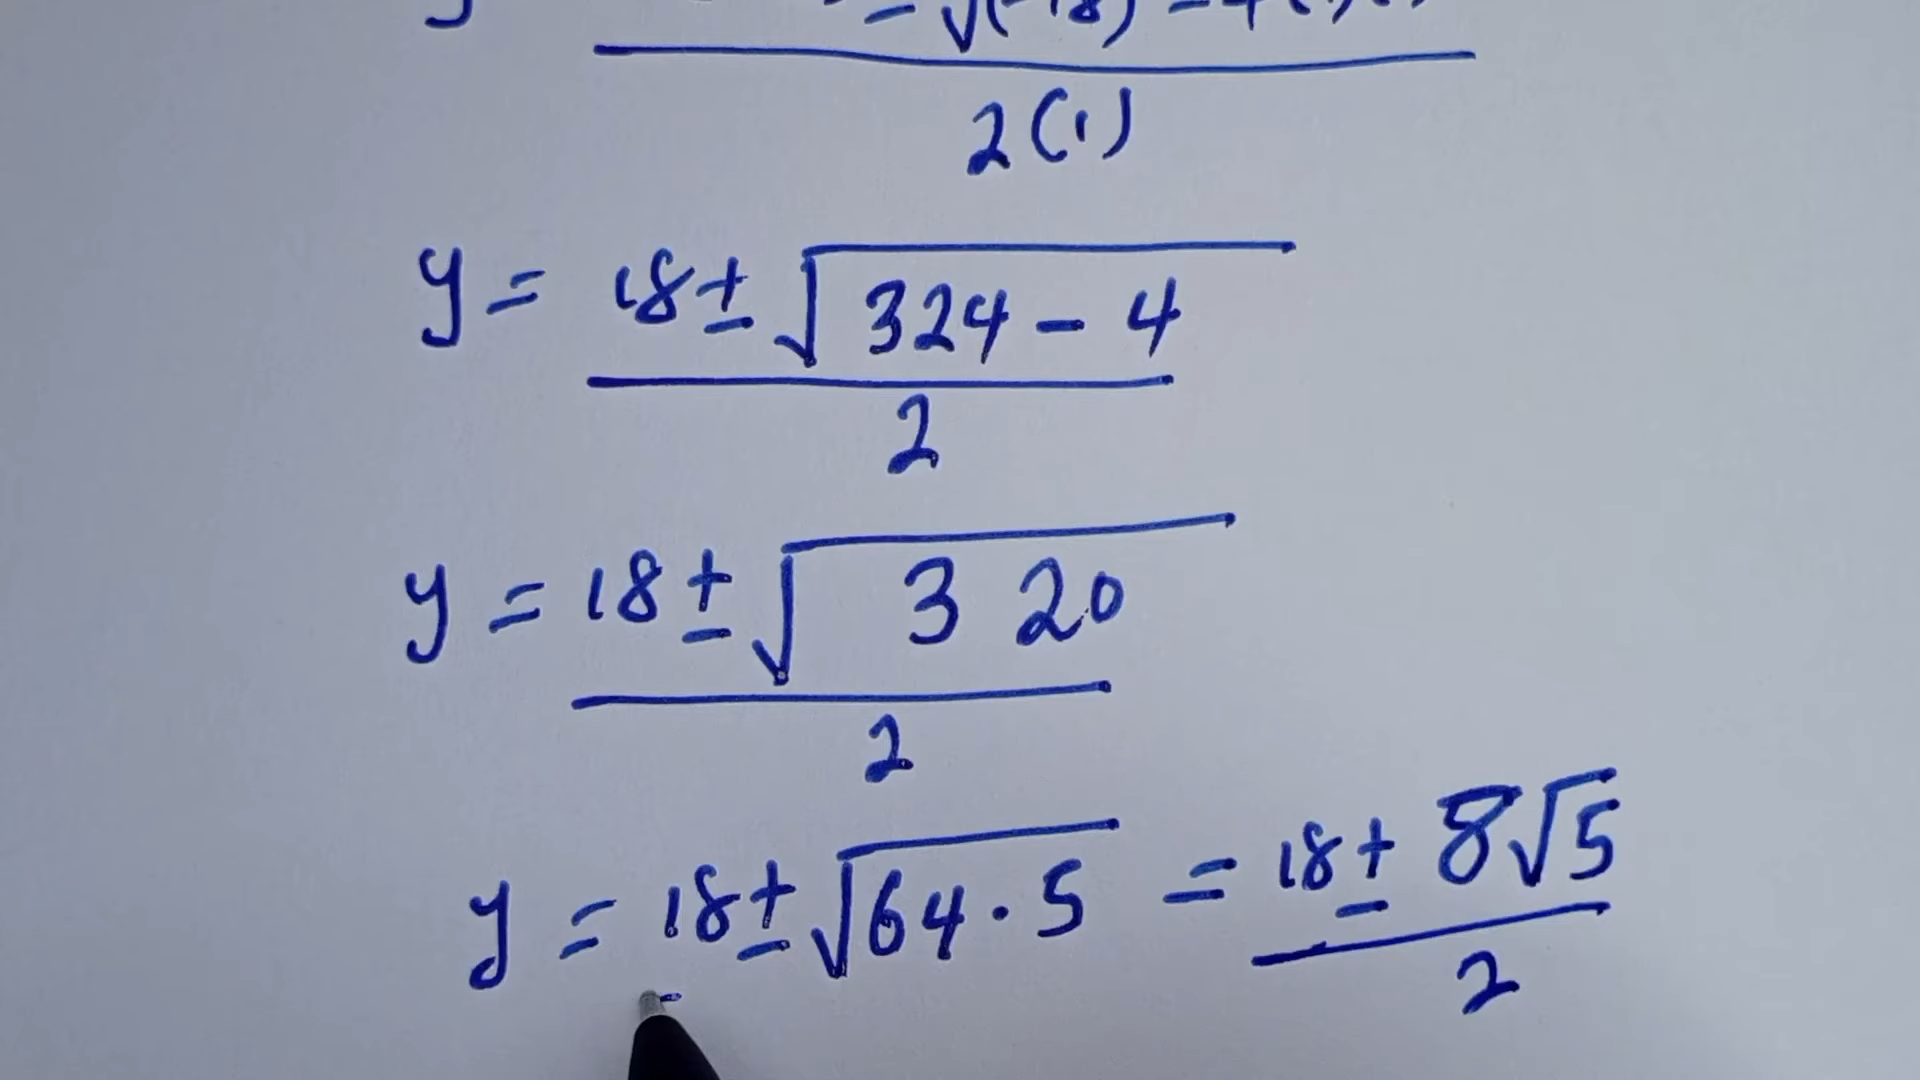 2(1)
y = 18 ± √324 - 4
2
y = 18 ± √3 20
2
y = 18 ± √64 · 5 = 18 ± 8√5
2